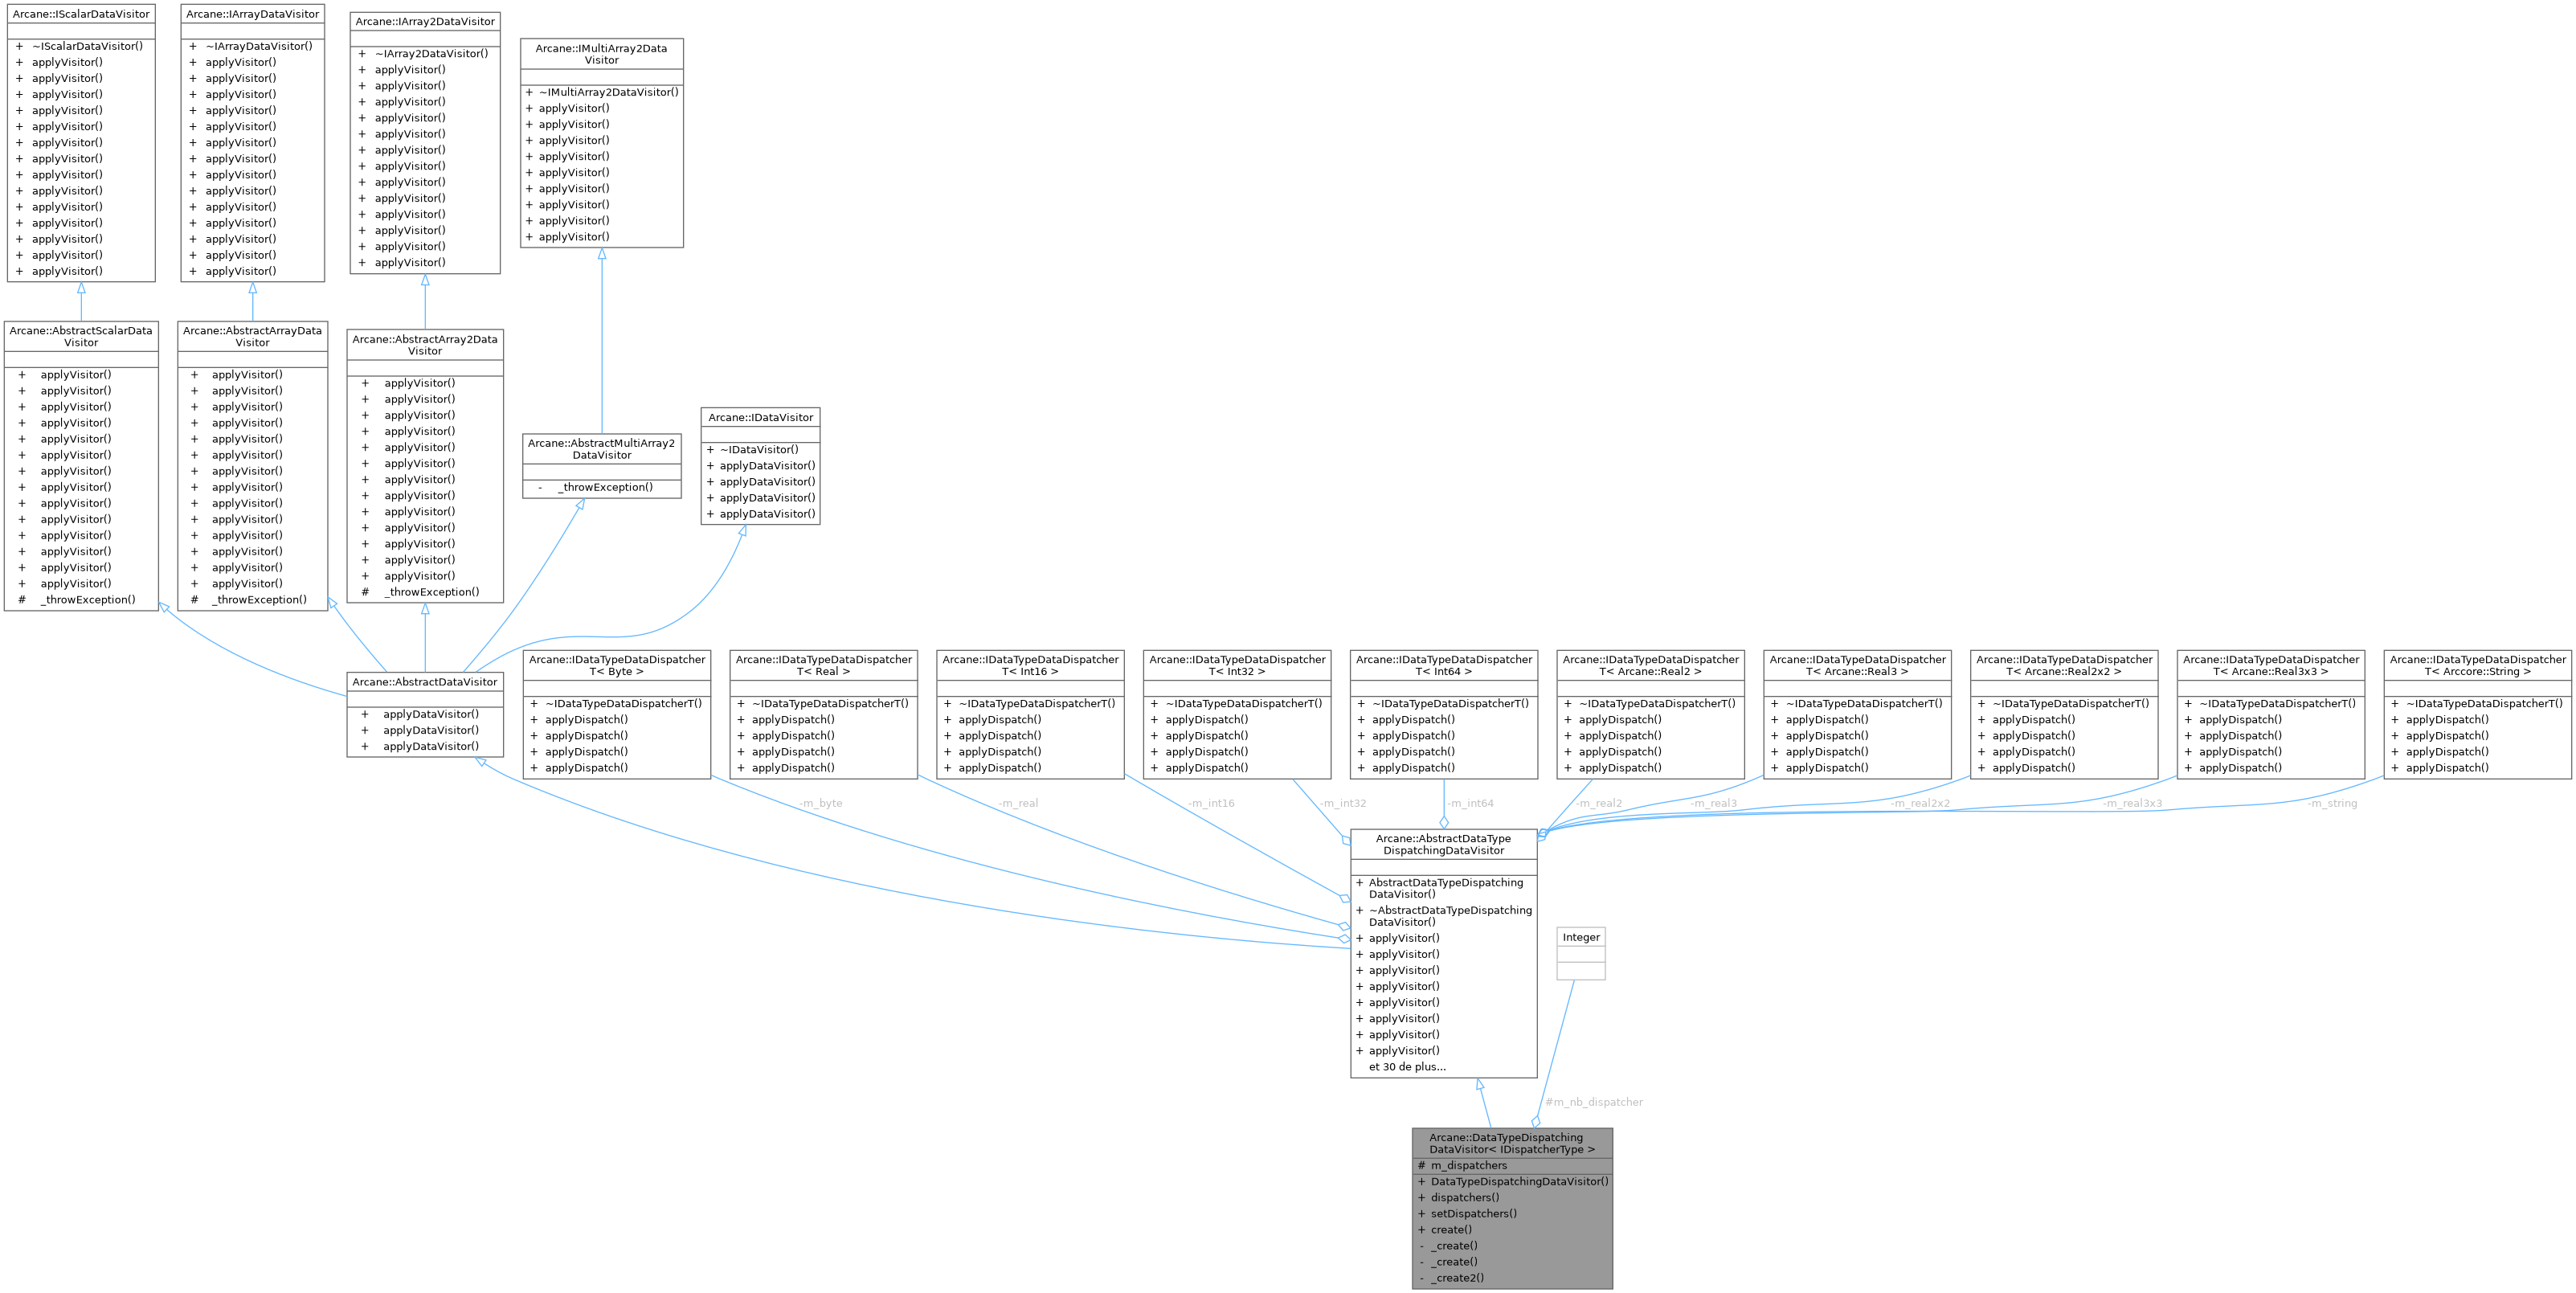 Arcane::IScalarDataVisitor
+ ~IScalarDataVisitor()
+ applyVisitor()
+ applyVisitor()
+ applyVisitor()
+ applyVisitor()
+ applyVisitor()
+ applyVisitor()
+ applyVisitor()
+ applyVisitor()
+ applyVisitor()
+ applyVisitor()
+ applyVisitor()
+ applyVisitor()
+ applyVisitor()
+ applyVisitor()
Arcane::IArrayDataVisitor
+ ~IArrayDataVisitor()
+ applyVisitor()
+ applyVisitor()
+ applyVisitor()
+ applyVisitor()
+ applyVisitor()
+ applyVisitor()
+ applyVisitor()
+ applyVisitor()
+ applyVisitor()
+ applyVisitor()
+ applyVisitor()
+ applyVisitor()
+ applyVisitor()
+ applyVisitor()
Arcane::IArray2DataVisitor
+ ~IArray2DataVisitor()
+ applyVisitor()
+ applyVisitor()
+ applyVisitor()
+ applyVisitor()
+ applyVisitor()
+ applyVisitor()
+ applyVisitor()
+ applyVisitor()
+ applyVisitor()
+ applyVisitor()
+ applyVisitor()
+ applyVisitor()
+ applyVisitor()
Arcane::IMultiArray2Data
Visitor
+ ~IMultiArray2DataVisitor()
+ applyVisitor()
+ applyVisitor()
+ applyVisitor()
+ applyVisitor()
+ applyVisitor()
+ applyVisitor()
+ applyVisitor()
+ applyVisitor()
+ applyVisitor()
Arcane::AbstractScalarData
Visitor
+ applyVisitor()
+ applyVisitor()
+ applyVisitor()
+ applyVisitor()
+ applyVisitor()
+ applyVisitor()
+ applyVisitor()
+ applyVisitor()
+ applyVisitor()
+ applyVisitor()
+ applyVisitor()
+ applyVisitor()
+ applyVisitor()
+ applyVisitor()
# _throwException()
Arcane::AbstractArrayData
Visitor
+ applyVisitor()
+ applyVisitor()
+ applyVisitor()
+ applyVisitor()
+ applyVisitor()
+ applyVisitor()
+ applyVisitor()
+ applyVisitor()
+ applyVisitor()
+ applyVisitor()
+ applyVisitor()
+ applyVisitor()
+ applyVisitor()
+ applyVisitor()
# _throwException()
Arcane::AbstractArray2Data
Visitor
+ applyVisitor()
+ applyVisitor()
+ applyVisitor()
+ applyVisitor()
+ applyVisitor()
+ applyVisitor()
+ applyVisitor()
+ applyVisitor()
+ applyVisitor()
+ applyVisitor()
+ applyVisitor()
+ applyVisitor()
+ applyVisitor()
# _throwException()
Arcane::AbstractMultiArray2
DataVisitor
- _throwException()
Arcane::IDataVisitor
+ ~IDataVisitor()
+ applyDataVisitor()
+ applyDataVisitor()
+ applyDataVisitor()
+ applyDataVisitor()
Arcane::AbstractDataVisitor
+ applyDataVisitor()
+ applyDataVisitor()
+ applyDataVisitor()
Arcane::IDataTypeDataDispatcher
T< Byte >
+ ~IDataTypeDataDispatcherT()
+ applyDispatch()
+ applyDispatch()
+ applyDispatch()
+ applyDispatch()
Arcane::IDataTypeDataDispatcher
T< Real >
+ ~IDataTypeDataDispatcherT()
+ applyDispatch()
+ applyDispatch()
+ applyDispatch()
+ applyDispatch()
Arcane::IDataTypeDataDispatcher
T< Int16 >
+ ~IDataTypeDataDispatcherT()
+ applyDispatch()
+ applyDispatch()
+ applyDispatch()
+ applyDispatch()
Arcane::IDataTypeDataDispatcher
T< Int32 >
+ ~IDataTypeDataDispatcherT()
+ applyDispatch()
+ applyDispatch()
+ applyDispatch()
+ applyDispatch()
Arcane::IDataTypeDataDispatcher
T< Int64 >
+ ~IDataTypeDataDispatcherT()
+ applyDispatch()
+ applyDispatch()
+ applyDispatch()
+ applyDispatch()
Arcane::IDataTypeDataDispatcher
T< Arcane::Real2 >
+ ~IDataTypeDataDispatcherT()
+ applyDispatch()
+ applyDispatch()
+ applyDispatch()
+ applyDispatch()
Arcane::IDataTypeDataDispatcher
T< Arcane::Real3 >
+ ~IDataTypeDataDispatcherT()
+ applyDispatch()
+ applyDispatch()
+ applyDispatch()
+ applyDispatch()
Arcane::IDataTypeDataDispatcher
T< Arcane::Real2x2 >
+ ~IDataTypeDataDispatcherT()
+ applyDispatch()
+ applyDispatch()
+ applyDispatch()
+ applyDispatch()
Arcane::IDataTypeDataDispatcher
T< Arcane::Real3x3 >
+ ~IDataTypeDataDispatcherT()
+ applyDispatch()
+ applyDispatch()
+ applyDispatch()
+ applyDispatch()
Arcane::IDataTypeDataDispatcher
T< Arccore::String >
+ ~IDataTypeDataDispatcherT()
+ applyDispatch()
+ applyDispatch()
+ applyDispatch()
+ applyDispatch()
-m_byte
-m_real
-m_int16
-m_int32
-m_int64
-m_real2
-m_real3
-m_real2x2
-m_real3x3
-m_string
Arcane::AbstractDataType
DispatchingDataVisitor
+ AbstractDataTypeDispatching
DataVisitor()
+ ~AbstractDataTypeDispatching
DataVisitor()
+ applyVisitor()
+ applyVisitor()
+ applyVisitor()
+ applyVisitor()
+ applyVisitor()
+ applyVisitor()
+ applyVisitor()
+ applyVisitor()
et 30 de plus...
Integer
#m_nb_dispatcher
Arcane::DataTypeDispatching
DataVisitor< IDispatcherType >
# m_dispatchers
+ DataTypeDispatchingDataVisitor()
+ dispatchers()
+ setDispatchers()
+ create()
- _create()
- _create()
- _create2()